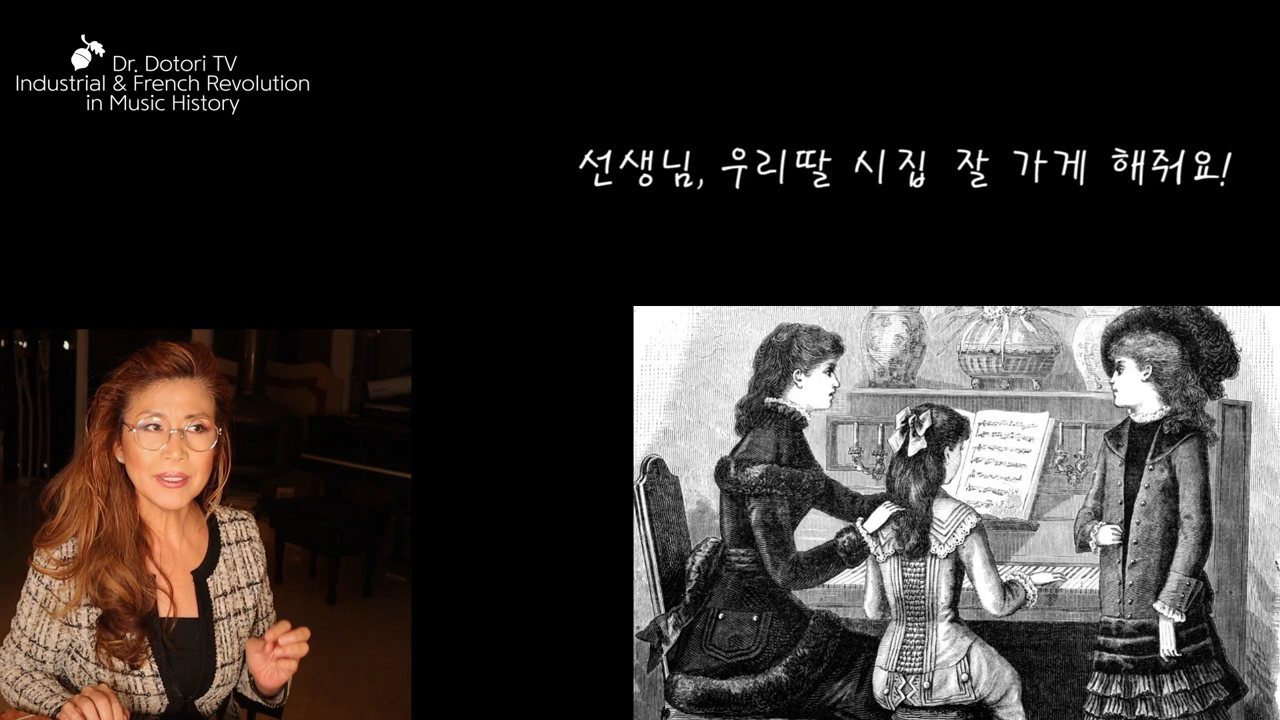 Dr. Dotori TV
Industrial & French Revolution
in Music History
선생님, 우리딸 시집 잘 가게 해줘요!